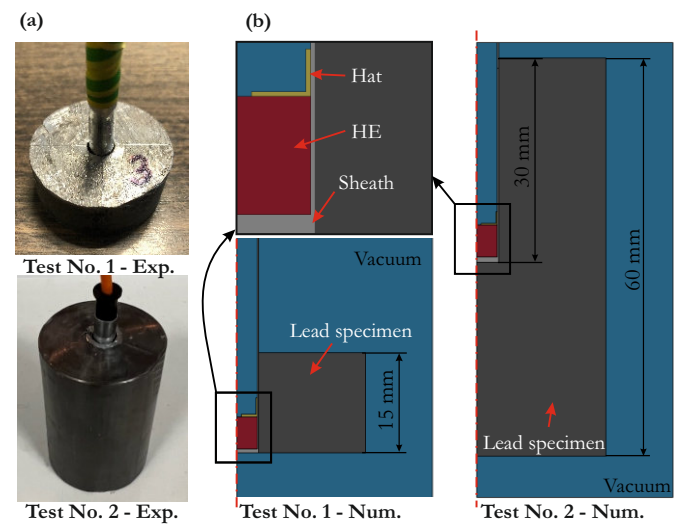 (a)
3
Test No. 1 - Exp.
Test No. 2 - Exp.
(b)
Hat
HE
Sheath
Vacuum
Lead specimen
15 mm
Test No. 1 - Num.
30 mm
60 mm
Lead specimen
Vacuum
Test No. 2 - Num.